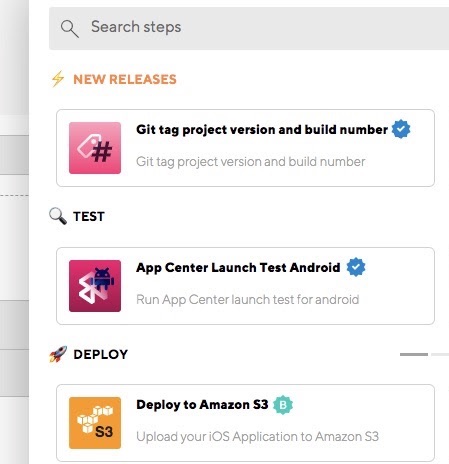 Search steps
NEW RELEASES
#
Git tag project version and build number
Git tag project version and build number
TEST
App Center Launch Test Android
Run App Center launch test for android
DEPLOY
S3
Deploy to Amazon S3 B
Upload your iOS Application to Amazon S3